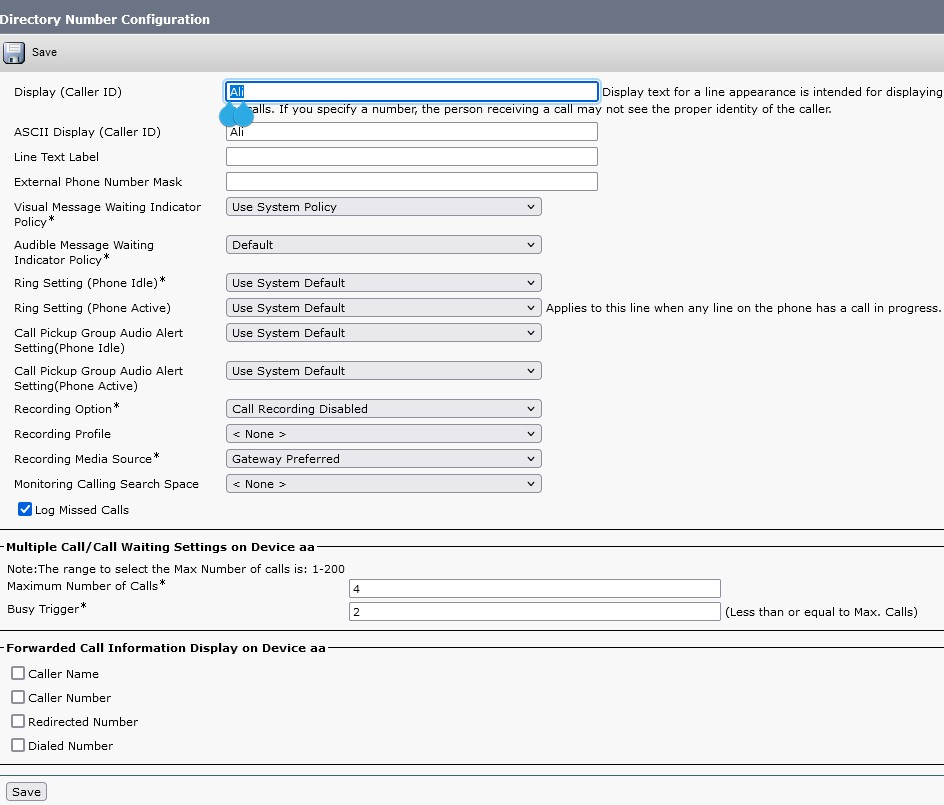 Directory Number Configuration
Save
Display (Caller ID) Ali Display text for a line appearance is intended for displaying
calls. If you specify a number, the person receiving a call may not see the proper identity of the caller.
ASCII Display (Caller ID) Ali
Line Text Label
External Phone Number Mask
Visual Message Waiting Indicator Use System Policy
Policy*
Audible Message Waiting Default
Indicator Policy*
Ring Setting (Phone Idle)* Use System Default
Ring Setting (Phone Active) Use System Default Applies to this line when any line on the phone has a call in progress.
Call Pickup Group Audio Alert Use System Default
Setting(Phone Idle)
Call Pickup Group Audio Alert Use System Default
Setting(Phone Active)
Recording Option* Call Recording Disabled
Recording Profile < None >
Recording Media Source* Gateway Preferred
Monitoring Calling Search Space < None >
Log Missed Calls
Multiple Call/Call Waiting Settings on Device aa
Note:The range to select the Max Number of calls is: 1-200
Maximum Number of Calls* 4
Busy Trigger* 2 (Less than or equal to Max. Calls)
Forwarded Call Information Display on Device aa
Caller Name
Caller Number
Redirected Number
Dialed Number
Save